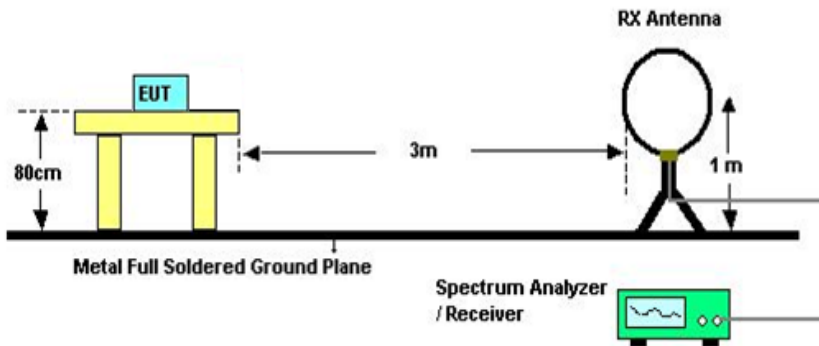 RX Antenna
EUT
3m
80cm
1 m
Metal Full Soldered Ground Plane
Spectrum Analyzer
/ Receiver